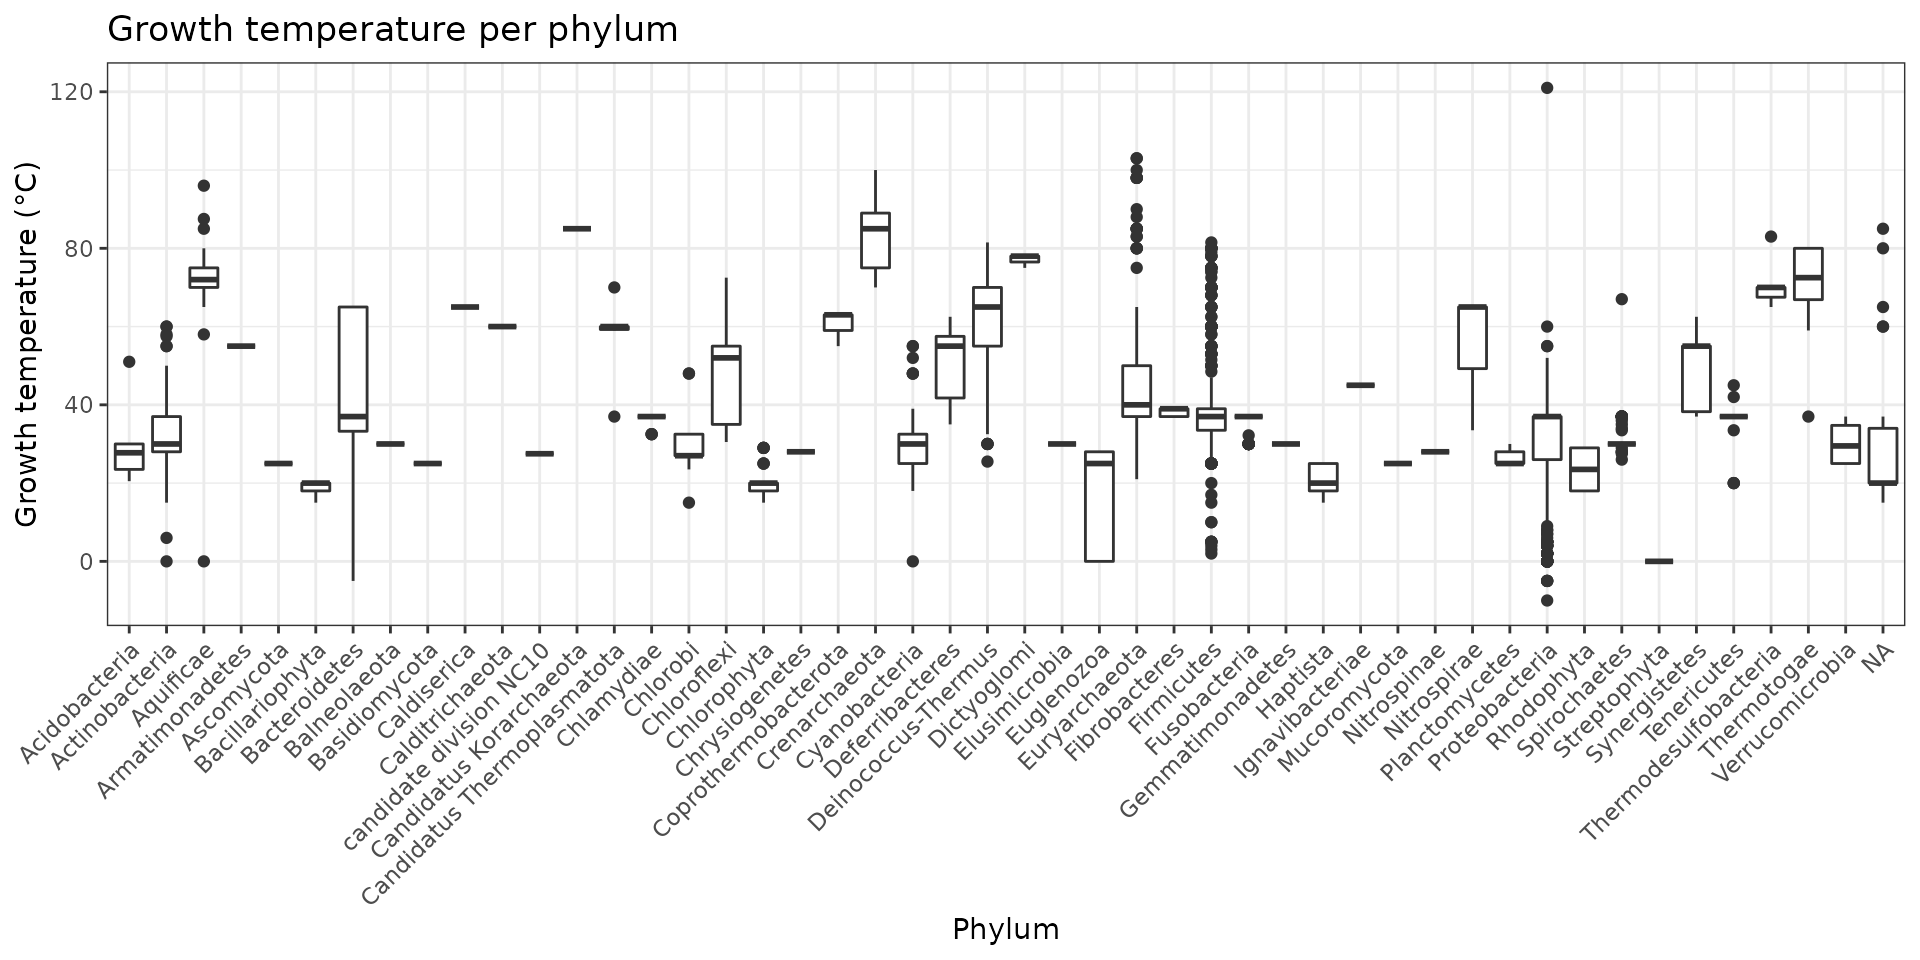 Growth temperature per phylum
Growth temperature (°C)
120
80
40
0
Acidobacteria
Actinobacteria
Aquificae
Armatimonadetes
Ascomycota
Bacillariophyta
Bacteroidetes
Balneolaeota
Basidiomycota
Caldiserica
Calditrichaeota
candidate division NC10
Candidatus Korarchaeota
Candidatus Thermoplasmatota
Chlamydiae
Chlorobi
Chloroflexi
Chlorophyta
Chrysiogenetes
Coprothermobacterota
Crenarchaeota
Cyanobacteria
Deferribacteres
Deinococcus-Thermus
Dictyoglomi
Elusimicrobia
Euglenozoa
Euryarchaeota
Fibrobacteres
Firmicutes
Fusobacteria
Gemmatimonadetes
Haptista
Ignavibacteriae
Mucoromycota
Nitrospinae
Nitrospirae
Planctomycetes
Proteobacteria
Rhodophyta
Spirochaetes
Streptophyta
Synergistetes
Tenericutes
Thermodesulfobacteria
Thermotogae
Verrucomicrobia
NA
Phylum